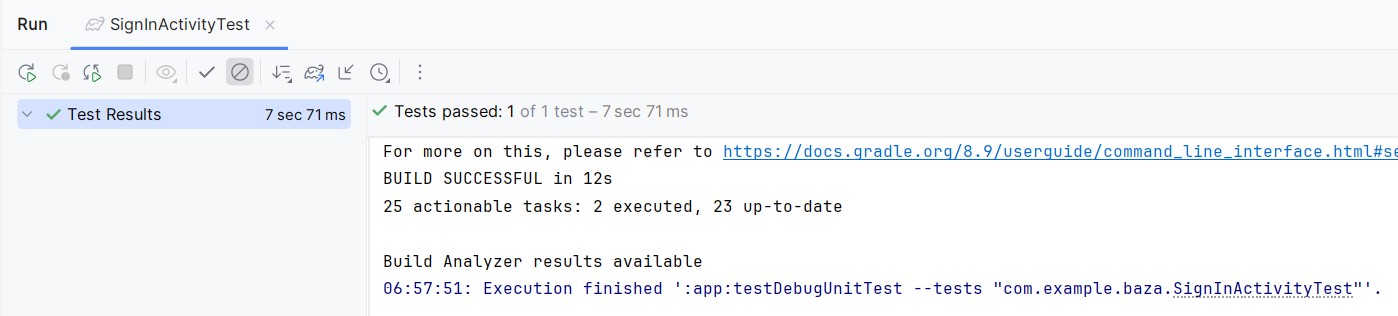 Run SignInActivityTest
Test Results 7 sec 71 ms
Tests passed: 1 of 1 test – 7 sec 71 ms
For more on this, please refer to https://docs.gradle.org/8.9/userguide/command_line_interface.html#se
BUILD SUCCESSFUL in 12s
25 actionable tasks: 2 executed, 23 up-to-date
Build Analyzer results available
06:57:51: Execution finished ':app:testDebugUnitTest --tests "com.example.baza.SignInActivityTest"'.